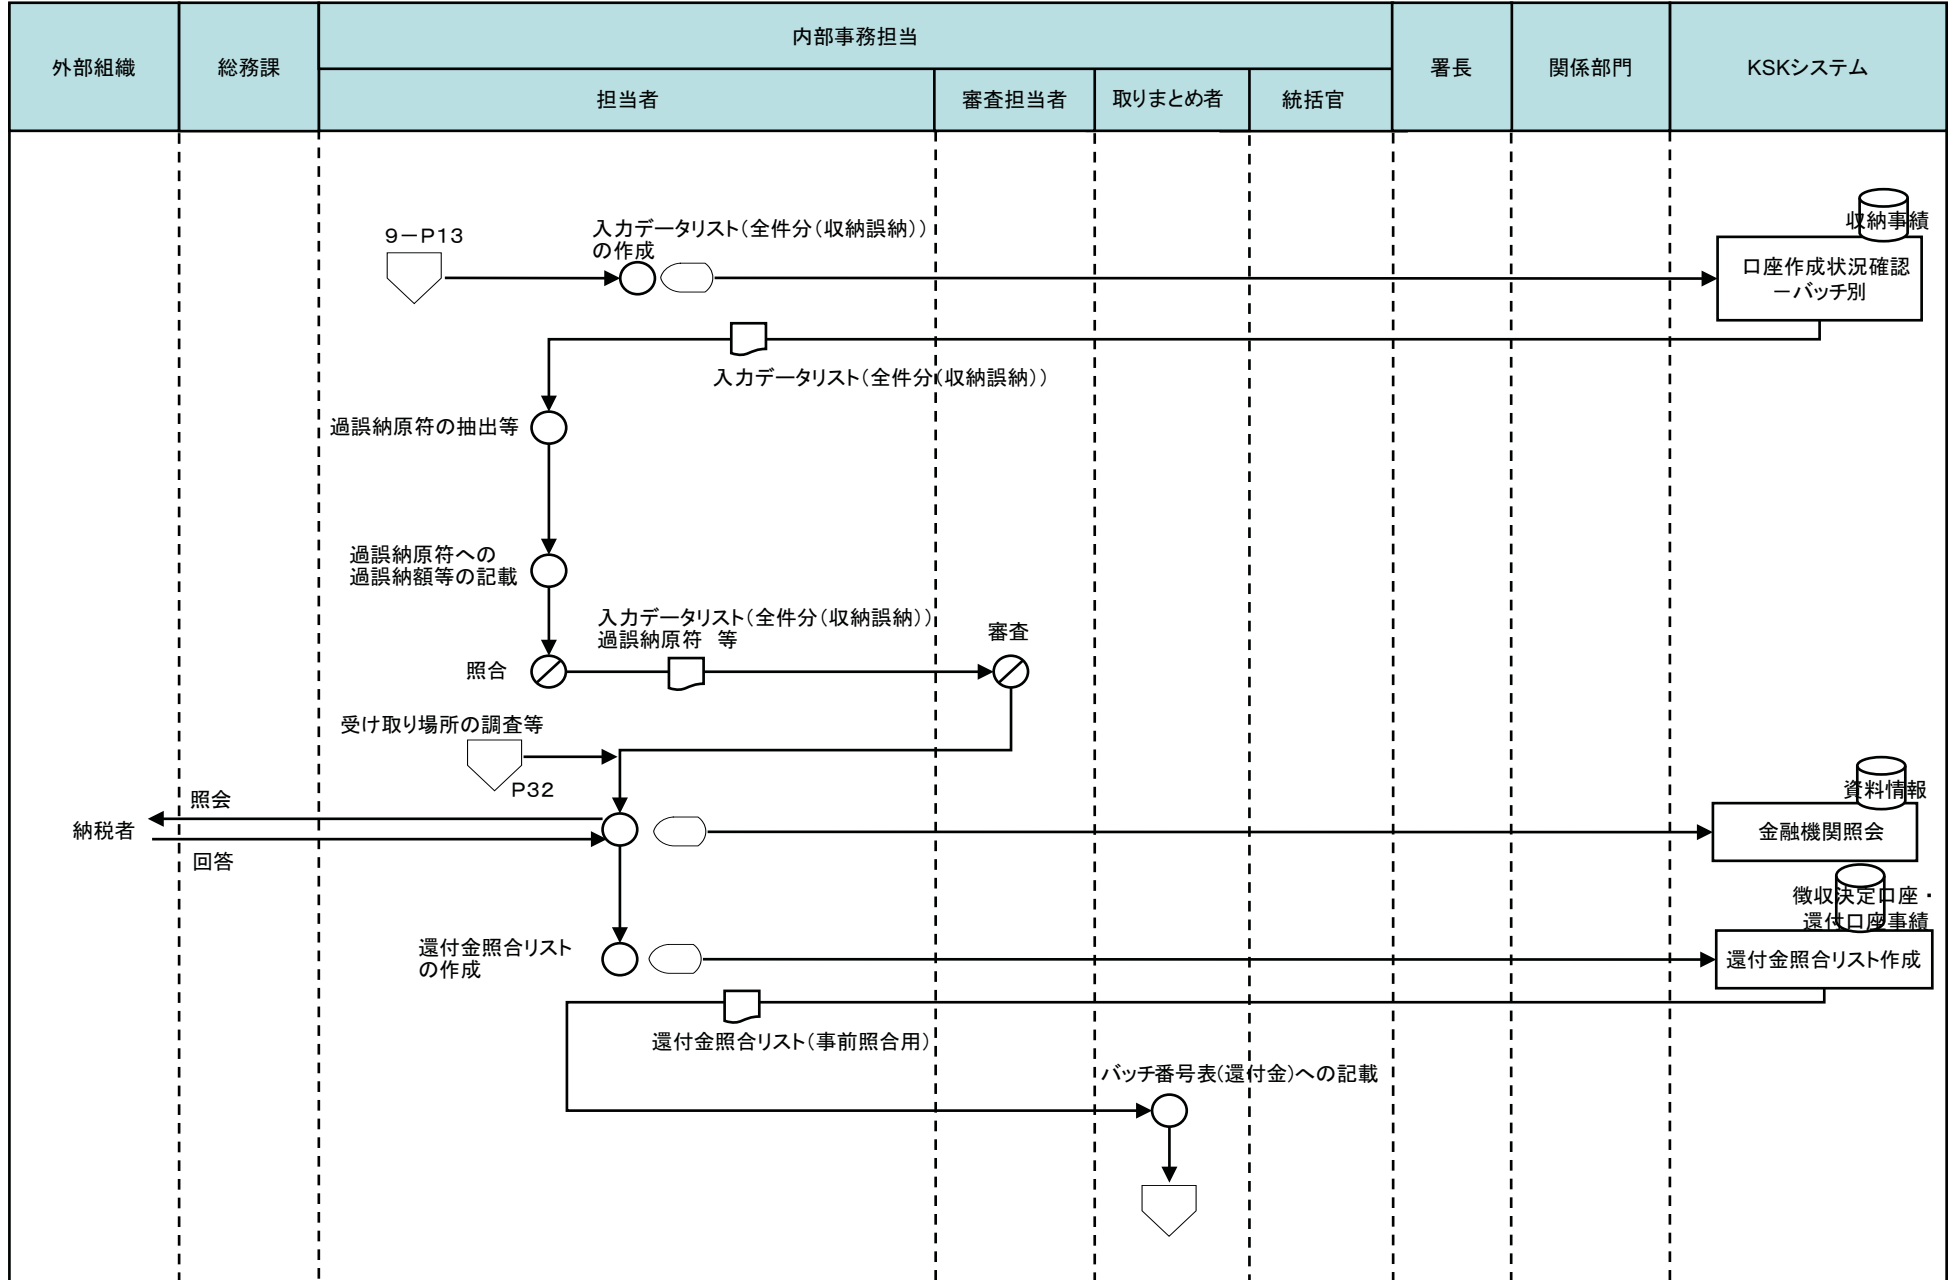 外部組織
総務課
内部事務担当
担当者
審査担当者
取りまとめ者
統括官
署長
関係部門
KSKシステム
9－P13
入力データリスト（全件分（収納誤納））
の作成
収納事績
口座作成状況確認
－バッチ別
入力データリスト（全件分（収納誤納））
過誤納原符の抽出等
過誤納原符への
過誤納額等の記載
入力データリスト（全件分（収納誤納））
過誤納原符　等
照合
審査
受け取り場所の調査等
P32
照会
納税者
回答
資料情報
金融機関照会
徴収決定口座・
還付口座事績
還付金照合リスト
の作成
還付金照合リスト作成
還付金照合リスト（事前照合用）
バッチ番号表(還付金)への記載